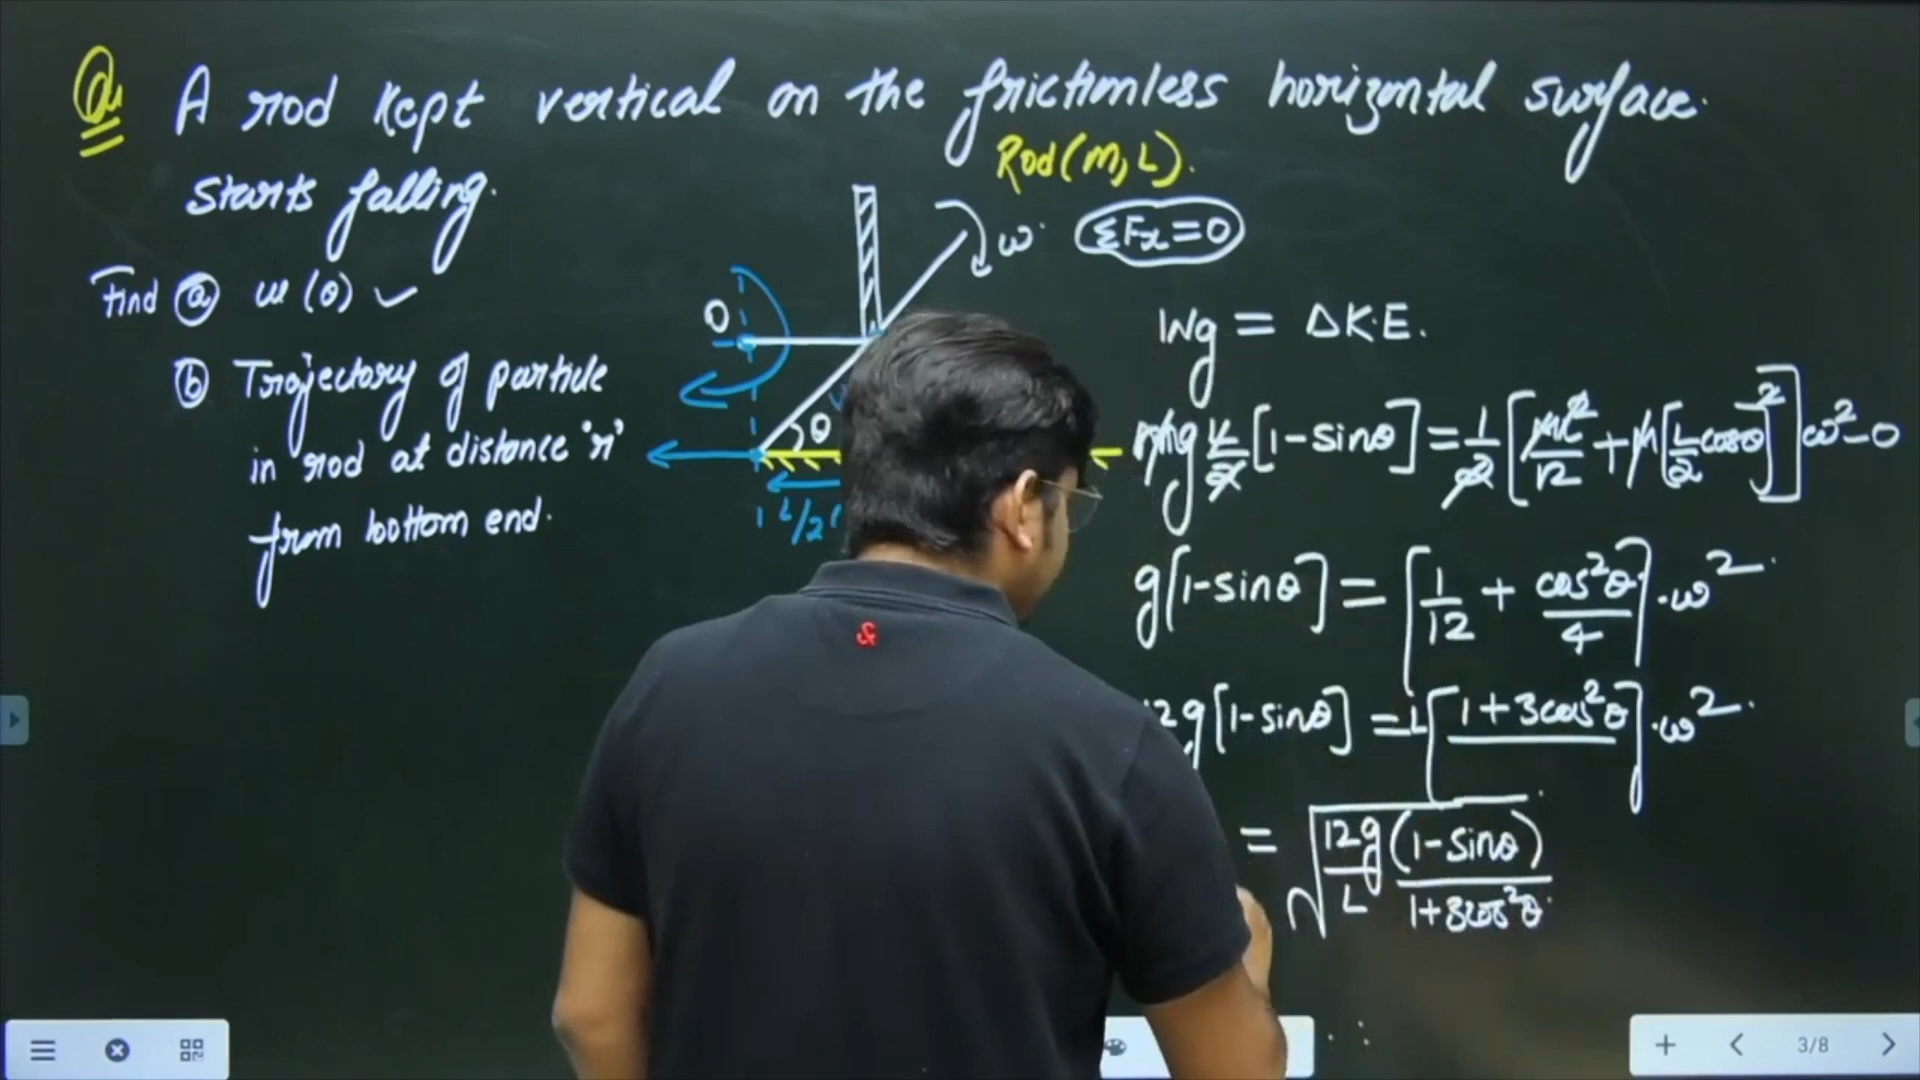 Q
A rod kept vertical on the frictionless horizontal surface.
Rod (M, L).
starts falling.
ω ΣFx = 0
Find (a) ω (θ) ✓
O
Wg = ΔK.E.
(b) Trajectory of particle
in rod at distance 'r'
from bottom end.
θ
L/2
Mg L/2 [1-sinθ] = 1/2 [ML²/12 + M[L/2 cosθ]²] ω² - 0
g[1-sinθ] = [1/12 + cos²θ/4] . ω²
2g[1-sinθ] = L[1+3cos²θ] . ω²
= √12g/L (1-sinθ)/1+3cos²θ
3/8